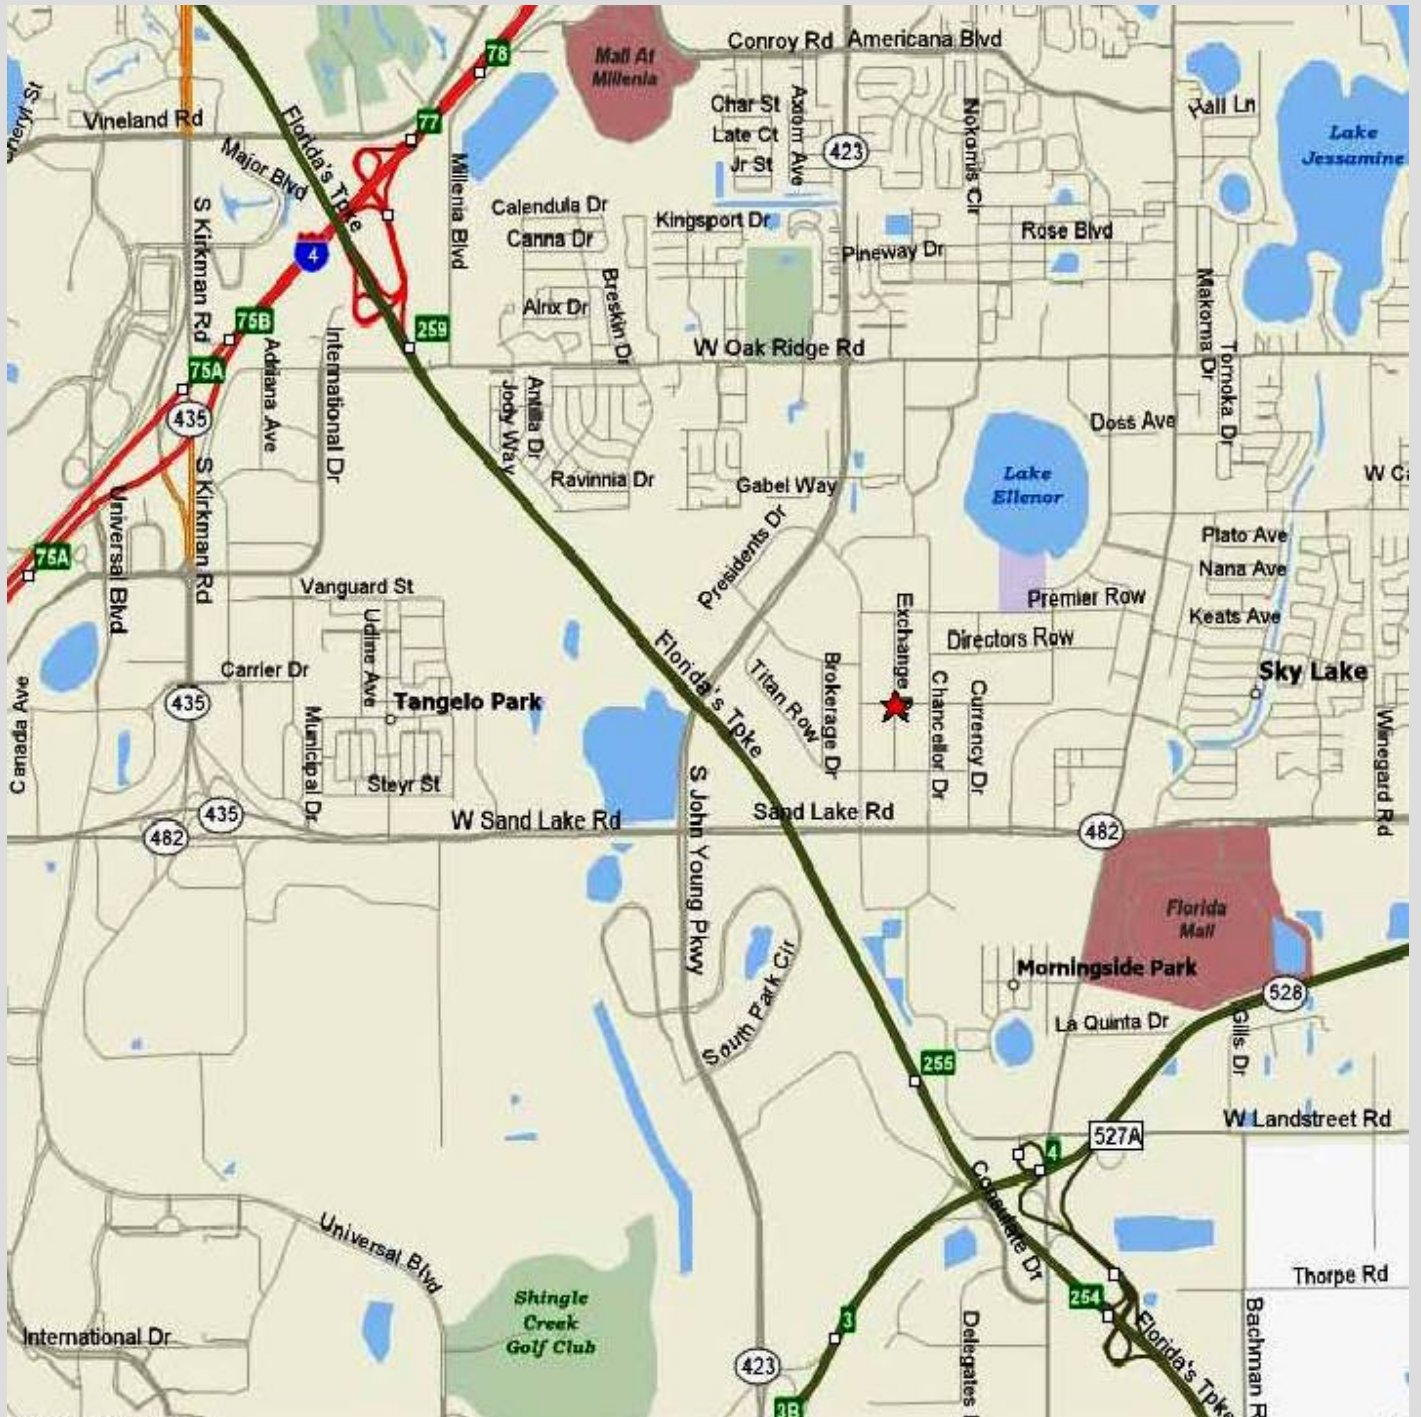 78
Mall At
Millenia
Conroy Rd
Americana Blvd
Cheryl St
Vineland Rd
77
Florida's Tpke
Char St
Axiom Ave
Nokomis Cir
Hall Ln
Late Ct
Jr St
423
Lake
Jessamine
Major Blvd
Millenia Blvd
Calendula Dr
Canna Dr
Kingsport Dr
Rose Blvd
Pineway Dr
S Kirkman Rd
4
Breskin Dr
Alrix Dr
Makoma Dr
75B
259
W Oak Ridge Rd
75A
Adriana Ave
International Dr
Jody Way
Antilla Dr
Tornoka Dr
435
Doss Ave
Ravinnia Dr
Gabel Way
Lake
Ellenor
W Ca
S Kirkman Rd
Universal Blvd
Presidents Dr
Plato Ave
75A
Nana Ave
Vanguard St
Premier Row
Keats Ave
Udine Ave
Exchange Dr
Directors Row
Florida's Tpke
Carrier Dr
Titan Row
Brokerage Dr
Sky Lake
435
Tangelo Park
Chancellor Dr
Currency Dr
Canada Ave
Municipal Dr
Winegard Rd
Steyr St
435
482
W Sand Lake Rd
Sand Lake Rd
482
S John Young Pkwy
Florida
Mall
Morningside Park
528
South Park Cir
La Quinta Dr
Gills Dr
255
W Landstreet Rd
527A
4
Consulate Dr
Universal Blvd
Thorpe Rd
254
Shingle
Creek
Golf Club
3
Delegates
Bachman R
Florida's Tpke
International Dr
423
3B